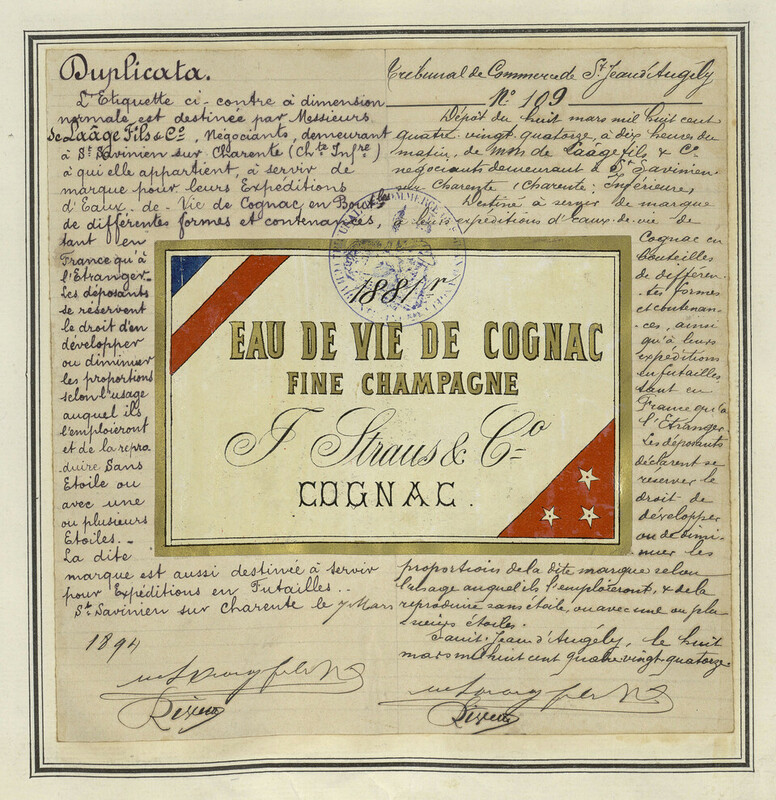 Duplicata.
L'Etiquette ci-contre à dimension
normale est destinée par Messieurs
de Laâge Fils & Cº, Négociants, demeurant
à St Savinien sur Charente (Chte Infre)
à qui elle appartient, à servir de
marque pour leurs Expéditions
d'Eaux-de-Vie de Cognac en Bouteilles
de différentes formes et contenances,
tant en
France qu'à
l'Etranger.
Les déposants
se réservent
le droit d'en
développer
ou diminuer
les proportions
selon l'usage
auquel ils
l'emploieront
et de la repro
duire Sans
Etoile ou
avec une
ou plusieurs
Etoiles.-
La dite
marque est aussi destinée à servir
pour Expéditions en Futailles..
St Savinien sur Charente le 7 Mars
1894
Tribunal de Commerce de St Jean d'Angély
Nº 109
Dépôt du huit mars mil huit cent
quatre vingt quatorze, à dix heures du
matin, de MM de Laâge fils & Cº
négociants demeurant à St Savinien
sur Charente (Charente Inférieure)
Destiné à servir de marque
à leurs expéditions d'eaux-de-vie de
Cognac en
bouteilles
de différen-
tes formes
et contenan-
ces, ainsi
qu'à leurs
expéditions
en futailles,
tant en
France qu'à
l'Etranger
Les déposants
déclarent se
réserver le
droit de
développer
ou de dimi-
nuer les
proportions de la dite marque selon
l'usage auquel ils l'emploieront, & de la
reproduire sans étoile, ou avec une ou plu
sieurs étoiles.
Saint-Jean d'Angély, le huit
mars mil huit cent quatre vingt quatorze
1881
EAU DE VIE DE COGNAC
FINE CHAMPAGNE
F Straus & Cº
COGNAC.